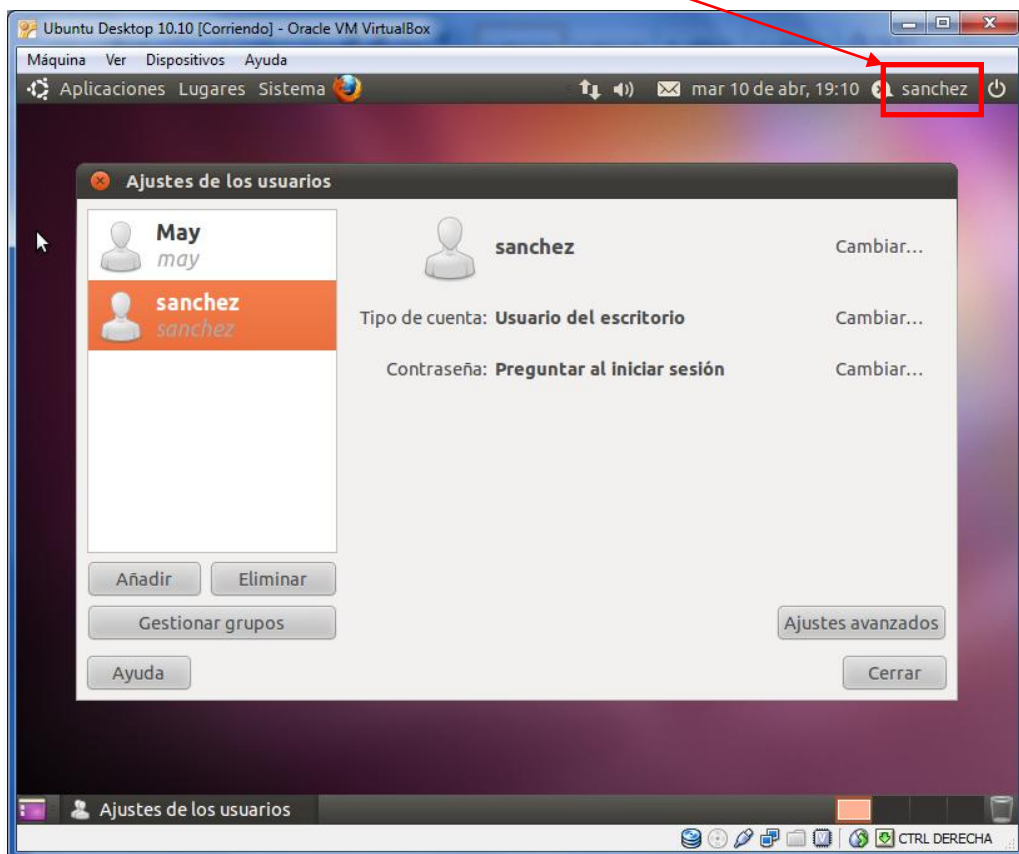 Ubuntu Desktop 10.10 [Corriendo] - Oracle VM VirtualBox
Máquina Ver Dispositivos Ayuda
Aplicaciones Lugares Sistema mar 10 de abr, 19:10 sanchez
Ajustes de los usuarios
May
may
sanchez
sanchez
sanchez Cambiar...
Tipo de cuenta: Usuario del escritorio Cambiar...
Contraseña: Preguntar al iniciar sesión Cambiar...
Añadir Eliminar
Gestionar grupos Ajustes avanzados
Ayuda Cerrar
Ajustes de los usuarios
CTRL DERECHA